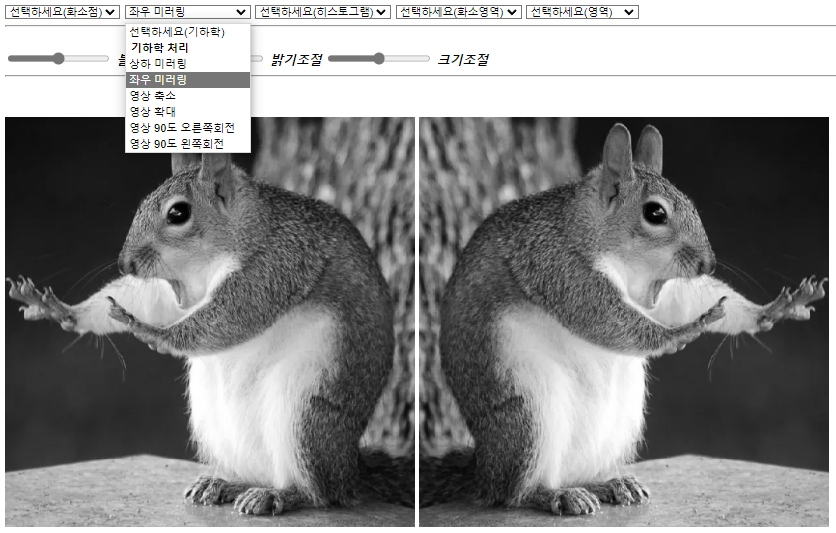 선택하세요(화소점) 좌우 미러링 선택하세요(히스토그램) 선택하세요(화소영역) 선택하세요(영역)
선택하세요(기하학)
기하학 처리
상하 미러링
좌우 미러링
영상 축소
영상 확대
영상 90도 오른쪽회전
영상 90도 왼쪽회전
밝기조절 크기조절